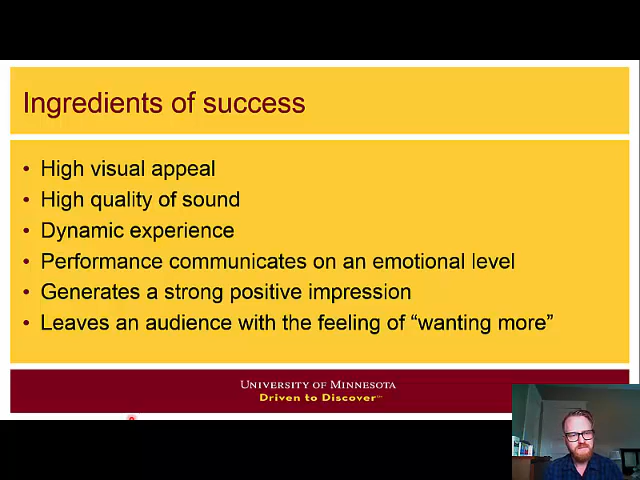 Ingredients of success
• High visual appeal
• High quality of sound
• Dynamic experience
• Performance communicates on an emotional level
• Generates a strong positive impression
• Leaves an audience with the feeling of “wanting more”
UNIVERSITY OF MINNESOTA
Driven to Discover℠